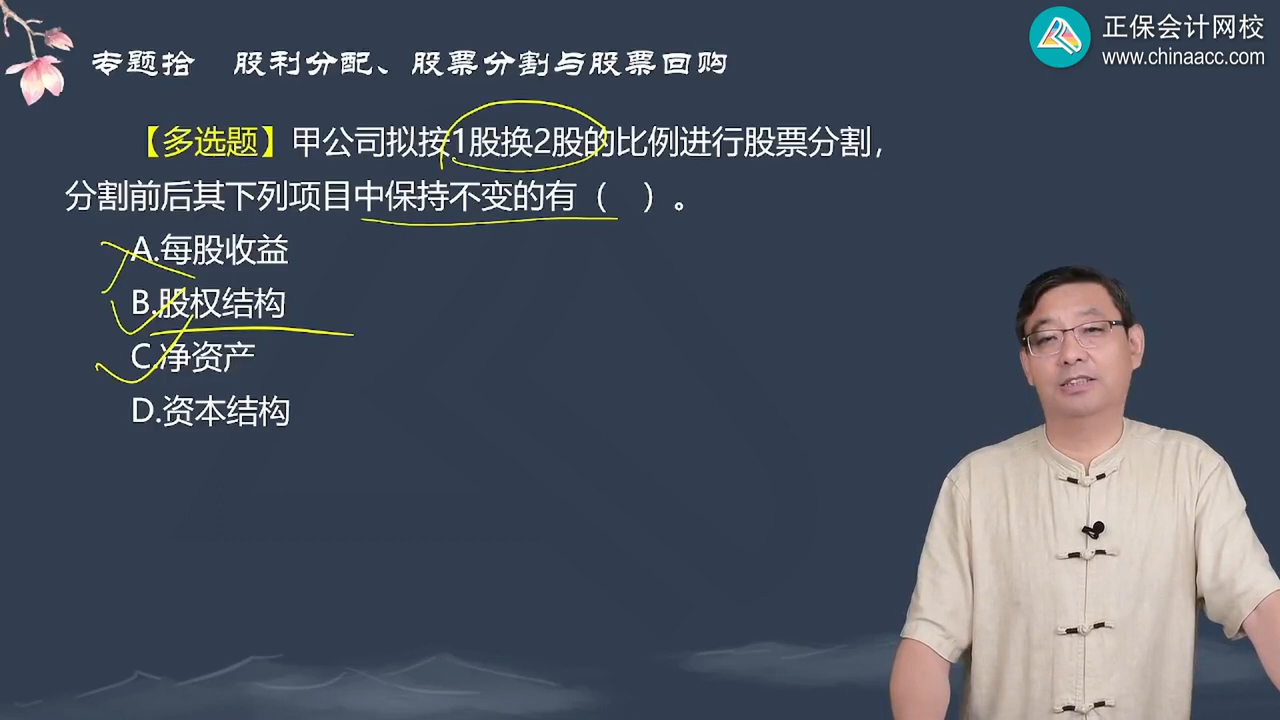 正保会计网校
www.chinaacc.com
专题拾 股利分配、股票分割与股票回购
【多选题】甲公司拟按1股换2股的比例进行股票分割，
分割前后其下列项目中保持不变的有（ ）。
A.每股收益
B.股权结构
C.净资产
D.资本结构